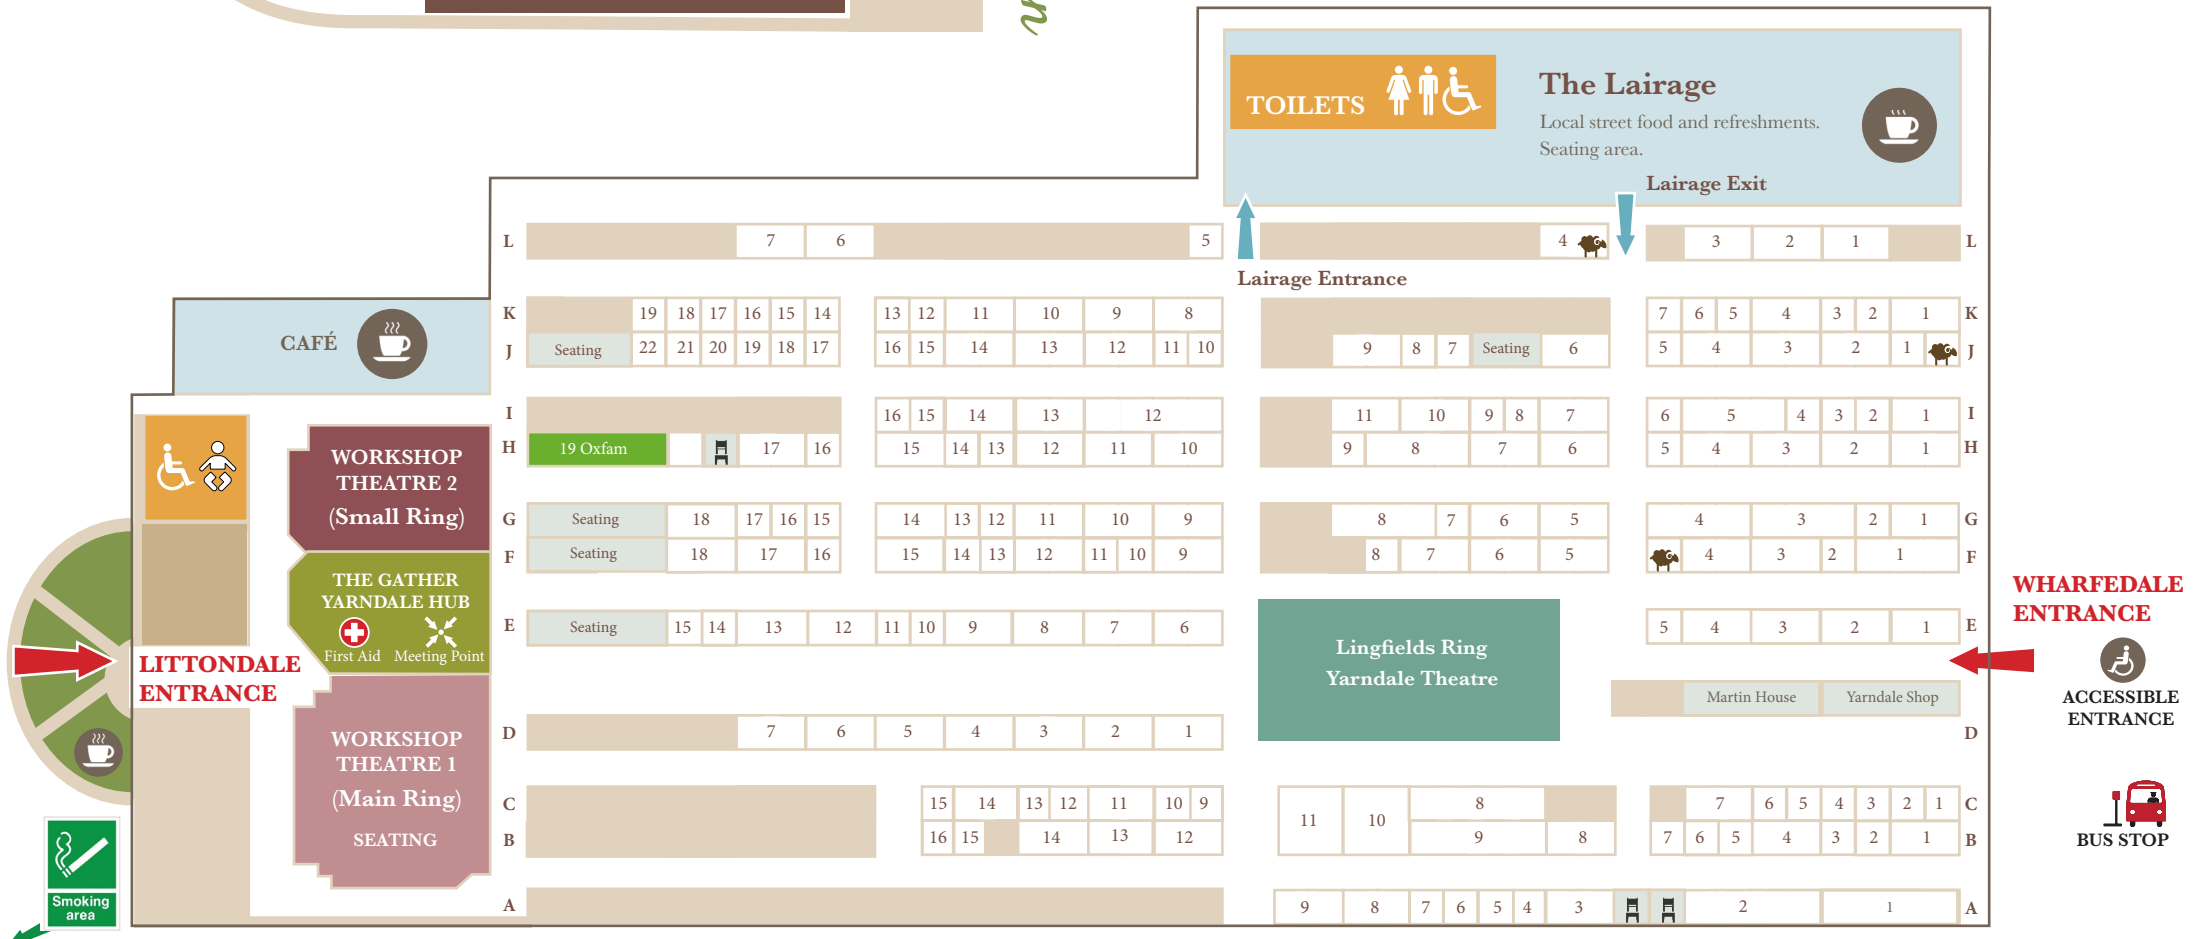 n
TOILETS
The Lairage
Local street food and refreshments.
Seating area.
Lairage Exit
L 7 6 5 4 3 2 1 L
Lairage Entrance
K 19 18 17 16 15 14 13 12 11 10 9 8 7 6 5 4 3 2 1 K
CAFÉ
J Seating 22 21 20 19 18 17 16 15 14 13 12 11 10 9 8 7 Seating 6 5 4 3 2 1 J
I 16 15 14 13 12 11 10 9 8 7 6 5 4 3 2 1 I
H 19 Oxfam 17 16 15 14 13 12 11 10 9 8 7 6 5 4 3 2 1 H
WORKSHOP
THEATRE 2
(Small Ring)
G Seating 18 17 16 15 14 13 12 11 10 9 8 7 6 5 4 3 2 1 G
F Seating 18 17 16 15 14 13 12 11 10 9 8 7 6 5 4 3 2 1 F
THE GATHER
YARNDALE HUB
First Aid Meeting Point
WHARFEDALE
ENTRANCE
E Seating 15 14 13 12 11 10 9 8 7 6 5 4 3 2 1 E
Lingfields Ring
Yarndale Theatre
LITTONDALE
ENTRANCE
Martin House Yarndale Shop
ACCESSIBLE
ENTRANCE
D 7 6 5 4 3 2 1 D
WORKSHOP
THEATRE 1
(Main Ring)
SEATING
C 15 14 13 12 11 10 9 11 10 8 7 6 5 4 3 2 1 C
B 16 15 14 13 12 9 8 7 6 5 4 3 2 1 B
BUS STOP
A 9 8 7 6 5 4 3 2 1 A
Smoking
area